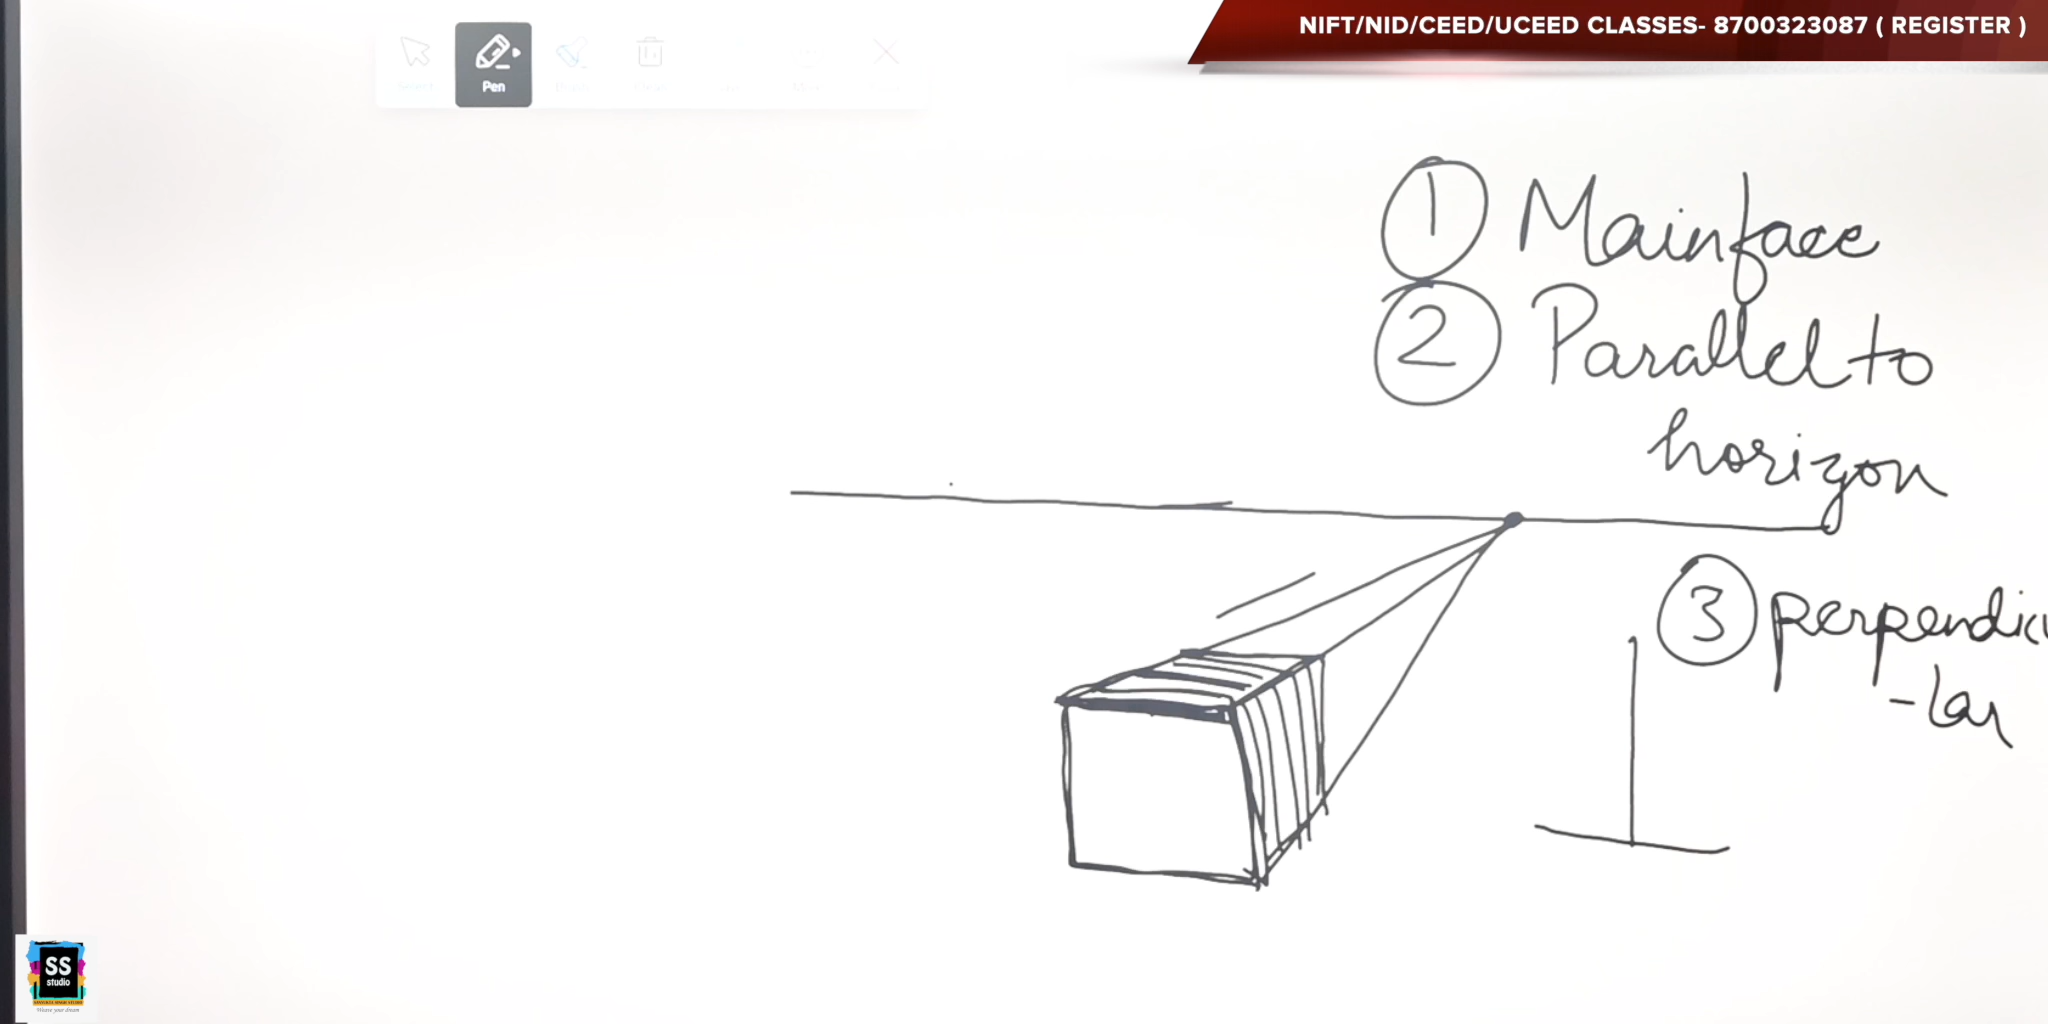 NIFT/NID/CEED/UCEED CLASSES- 8700323087 ( REGISTER )
Pen
1 Mainface
2 Parallel to
horizon
3 perpendicu
-lar
SS
studio